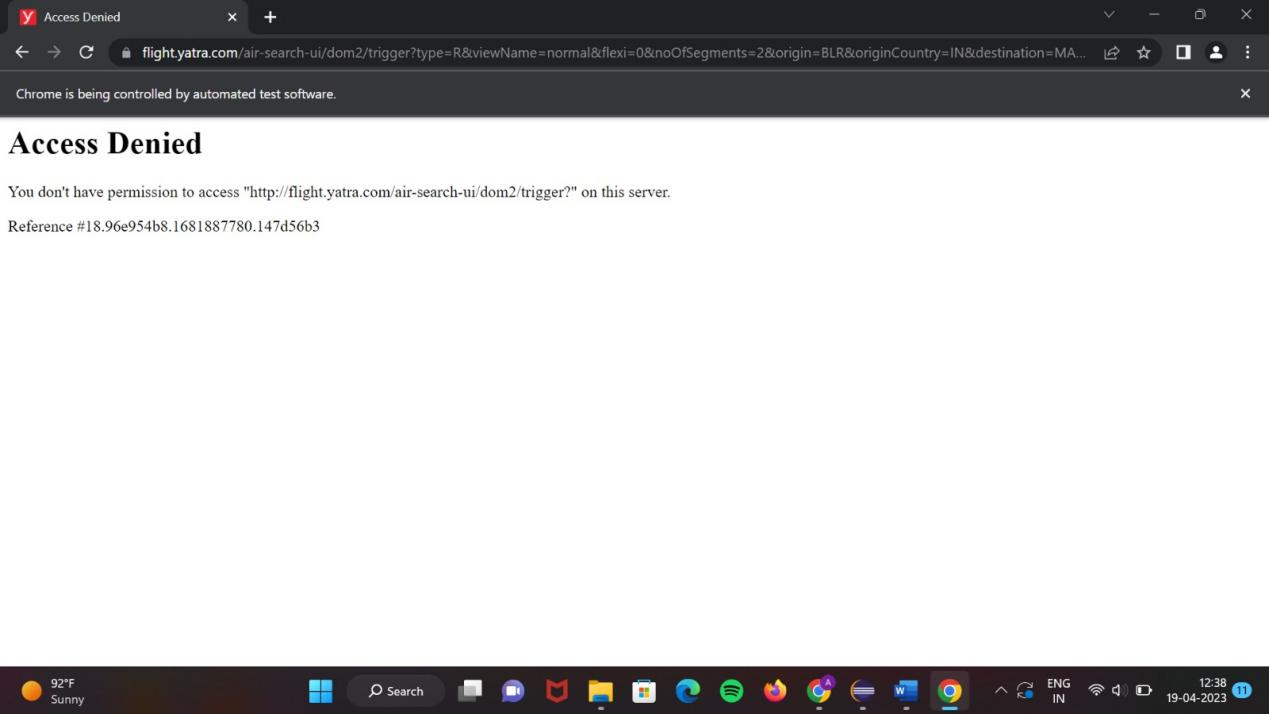 Access Denied
flight.yatra.com/air-search-ui/dom2/trigger?type=R&viewName=normal&flexi=0&noOfSegments=2&origin=BLR&originCountry=IN&destination=MA...
Chrome is being controlled by automated test software.
Access Denied
You don't have permission to access "http://flight.yatra.com/air-search-ui/dom2/trigger?" on this server.
Reference #18.96e954b8.1681887780.147d56b3
92°F
Sunny
Search
A
ENG
IN
12:38
19-04-2023
11